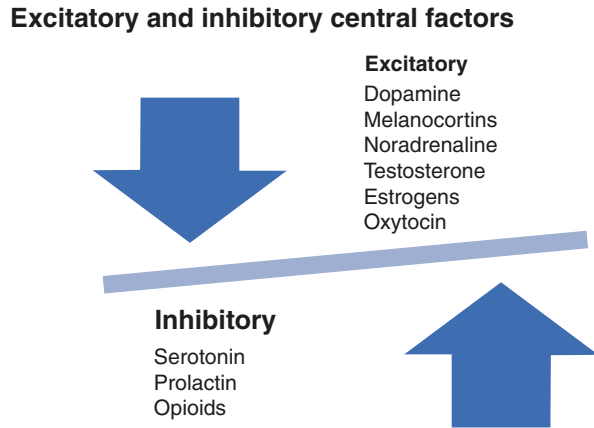 Excitatory and inhibitory central factors
Excitatory
Dopamine
Melanocortins
Noradrenaline
Testosterone
Estrogens
Oxytocin
Inhibitory
Serotonin
Prolactin
Opioids